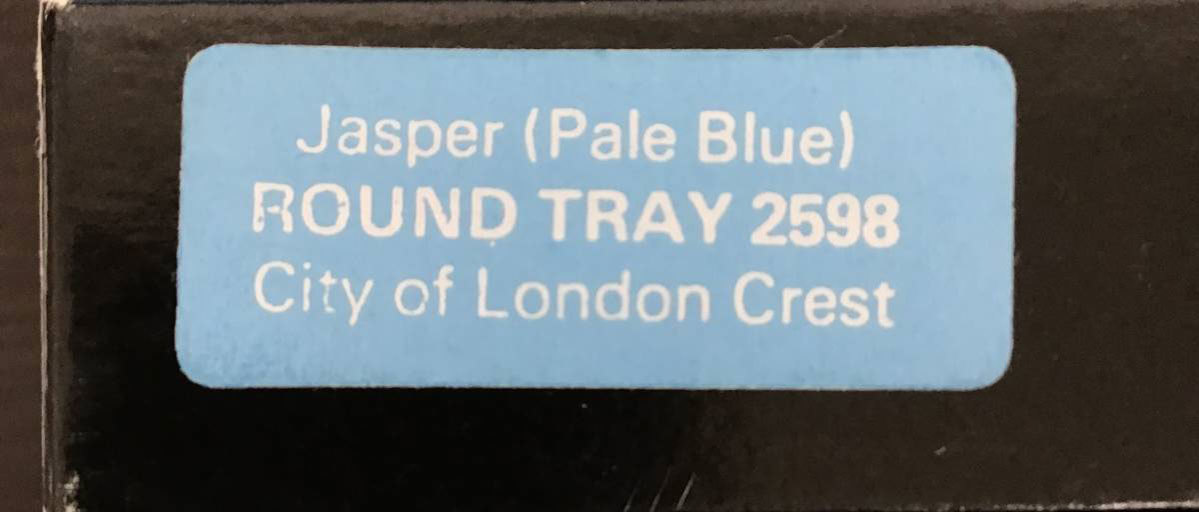 Jasper (Pale Blue)
ROUND TRAY 2598
City of London Crest